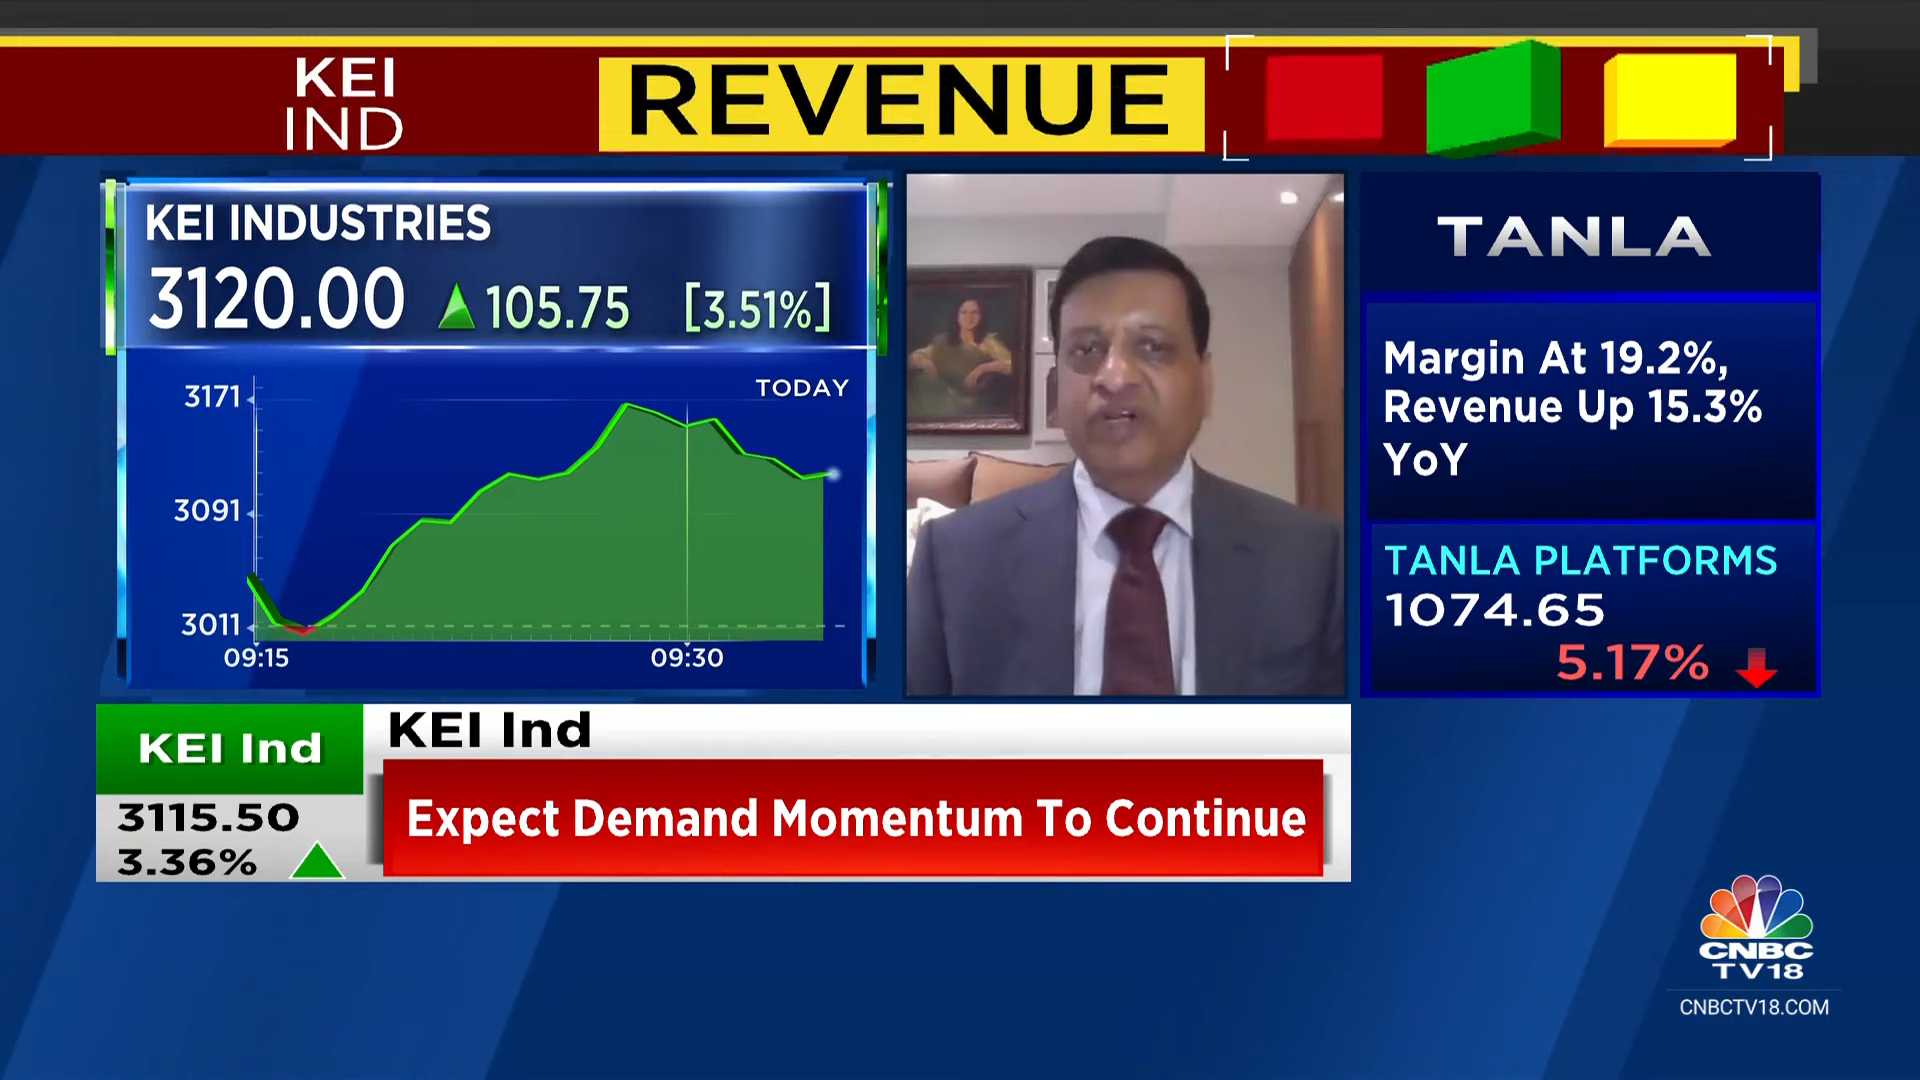 KEI
IND
REVENUE
KEI INDUSTRIES
3120.00 105.75 [3.51%]
TODAY
3171
3091
3011
09:15 09:30
TANLA
Margin At 19.2%,
Revenue Up 15.3%
YoY
TANLA PLATFORMS
1074.65
5.17%
KEI Ind
3115.50
3.36%
KEI Ind
Expect Demand Momentum To Continue
CNBC
TV18
CNBCTV18.COM